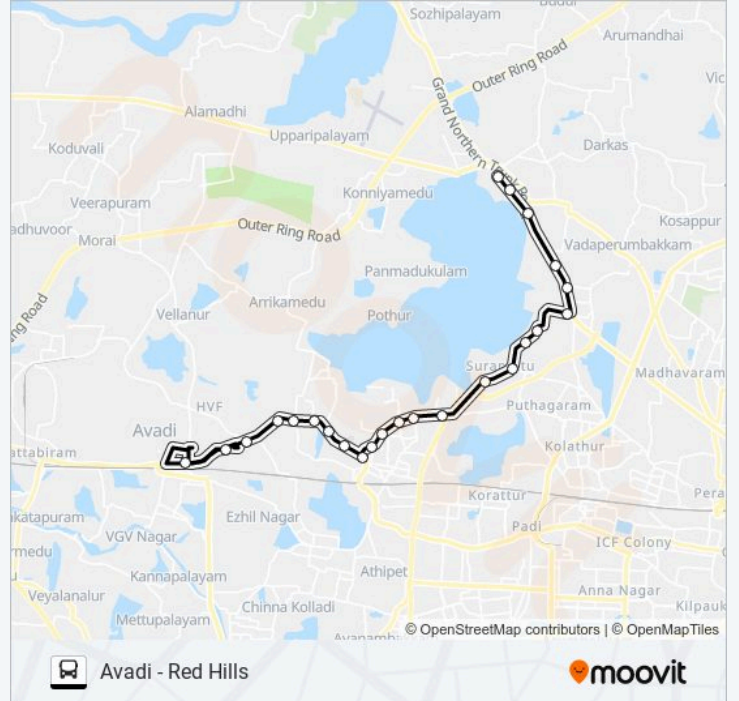 Sozhipalayam
Arumandhai
Outer Ring Road
Vic
Alamadhi
Grand Northern Trunk R
Upparipalayam
Koduvali
Darkas
Konniyamedu
Veerapuram
Kosappur
adhuvoor
Outer Ring Road
Morai
Vadaperumbakkam
Panmadukulam
Arrikamedu
ng Road
Vellanur
Pothur
Surap
tu
Madhavaram
HVF
Puthagaram
Avadi
Kolathur
attabiram
Korattur
Pera
katapuram
Ezhil Nagar
Padi
VGV Nagar
ICF Colony
rmedu
Kannapalayam
Athipet
Veyalanalur
Anna Nagar
Chinna Kolladi
Kilpauk
Mettupalayam
Ayanamb
© OpenStreetMap contributors | © OpenMapTiles
Avadi - Red Hills
moovit